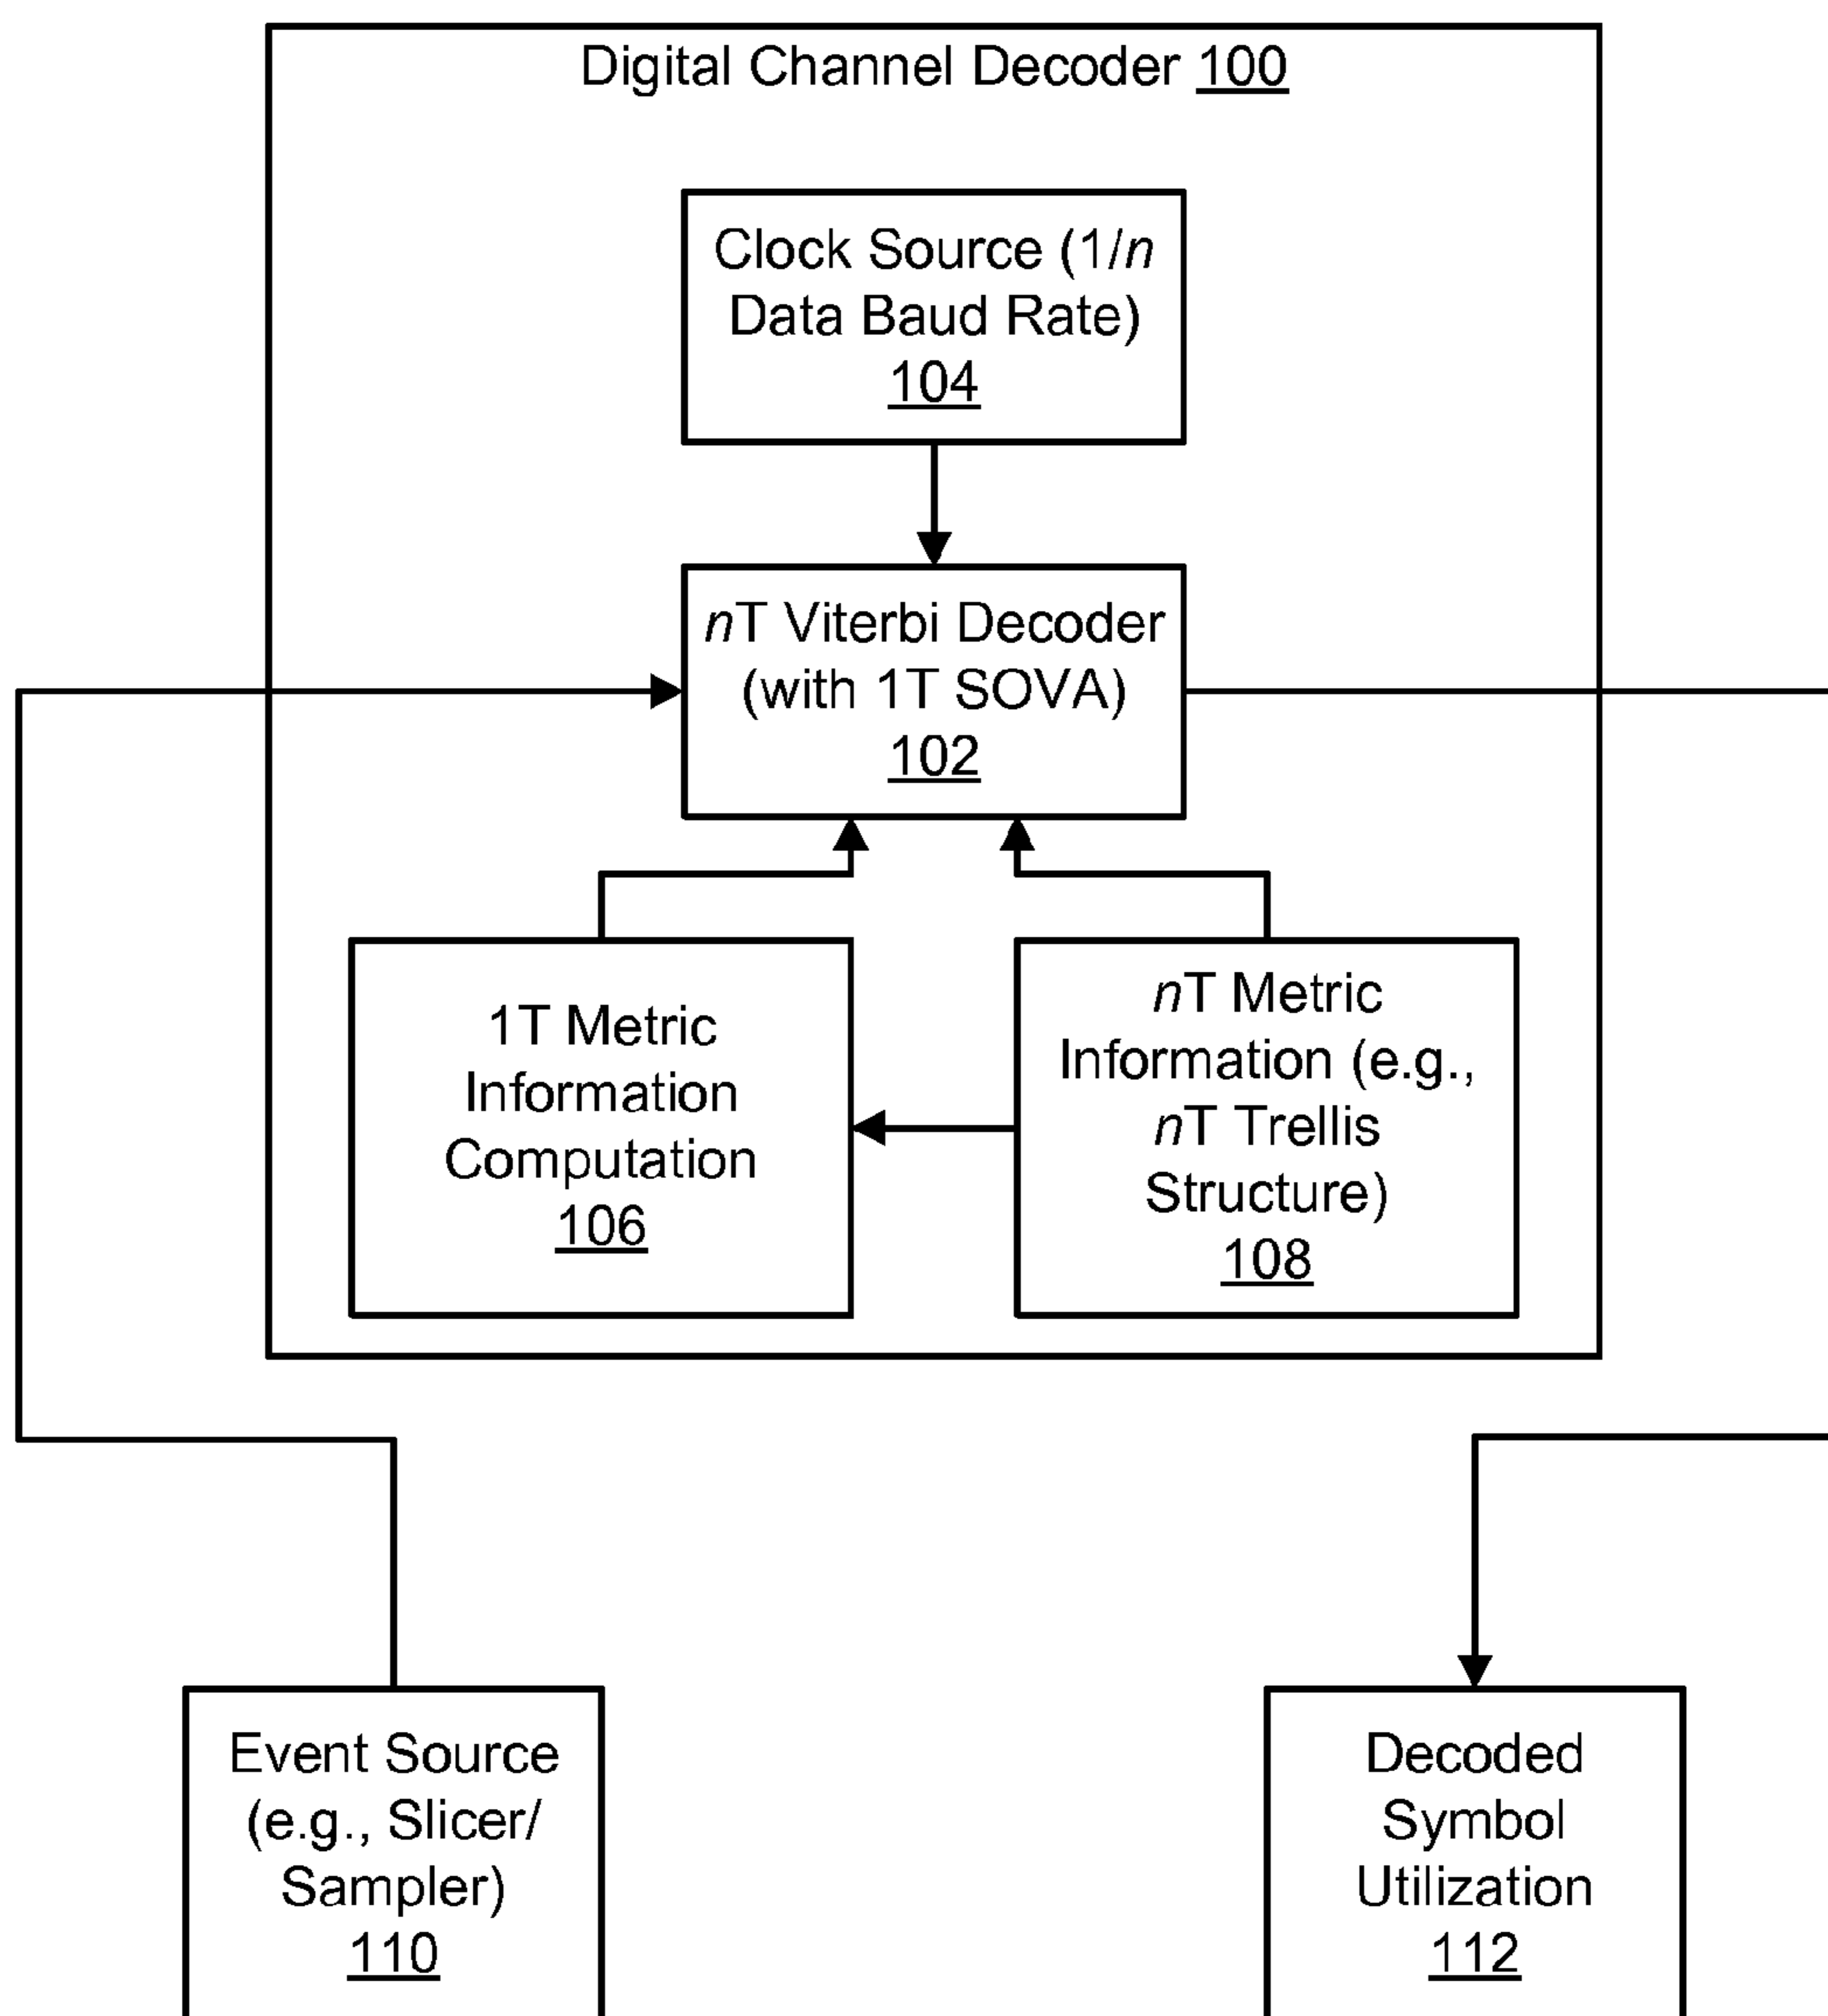 Digital Channel Decoder 100
Clock Source (1/n
Data Baud Rate)
104
nT Viterbi Decoder
(with 1T SOVA)
102
1T Metric
Information
Computation
106
nT Metric
Information (e.g.,
nT Trellis
Structure)
108
Event Source
(e.g., Slicer/
Sampler)
110
Decoded
Symbol
Utilization
112